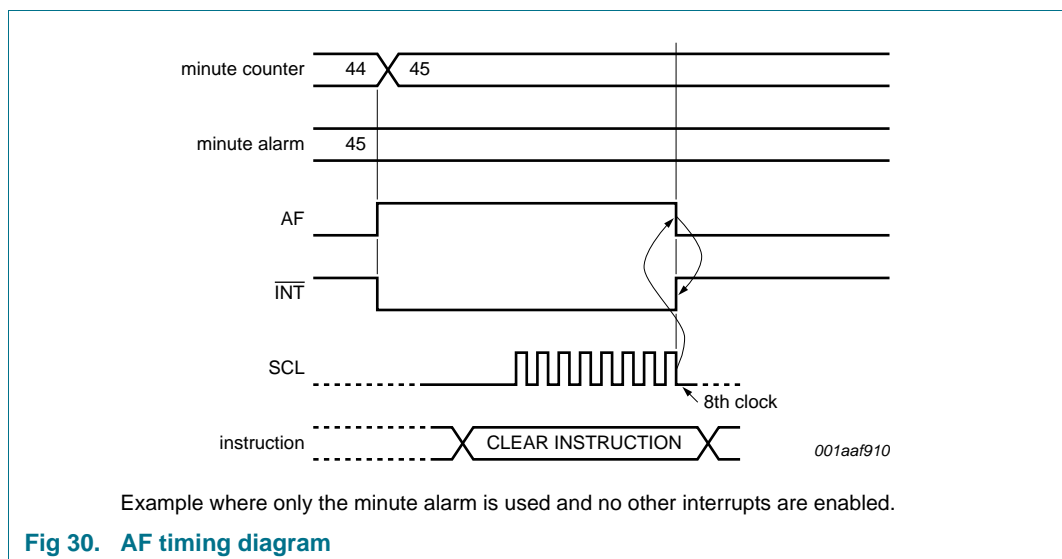 minute counter 44 45
minute alarm 45
AF
INT
SCL
8th clock
instruction CLEAR INSTRUCTION 001aaf910
Example where only the minute alarm is used and no other interrupts are enabled.
Fig 30. AF timing diagram